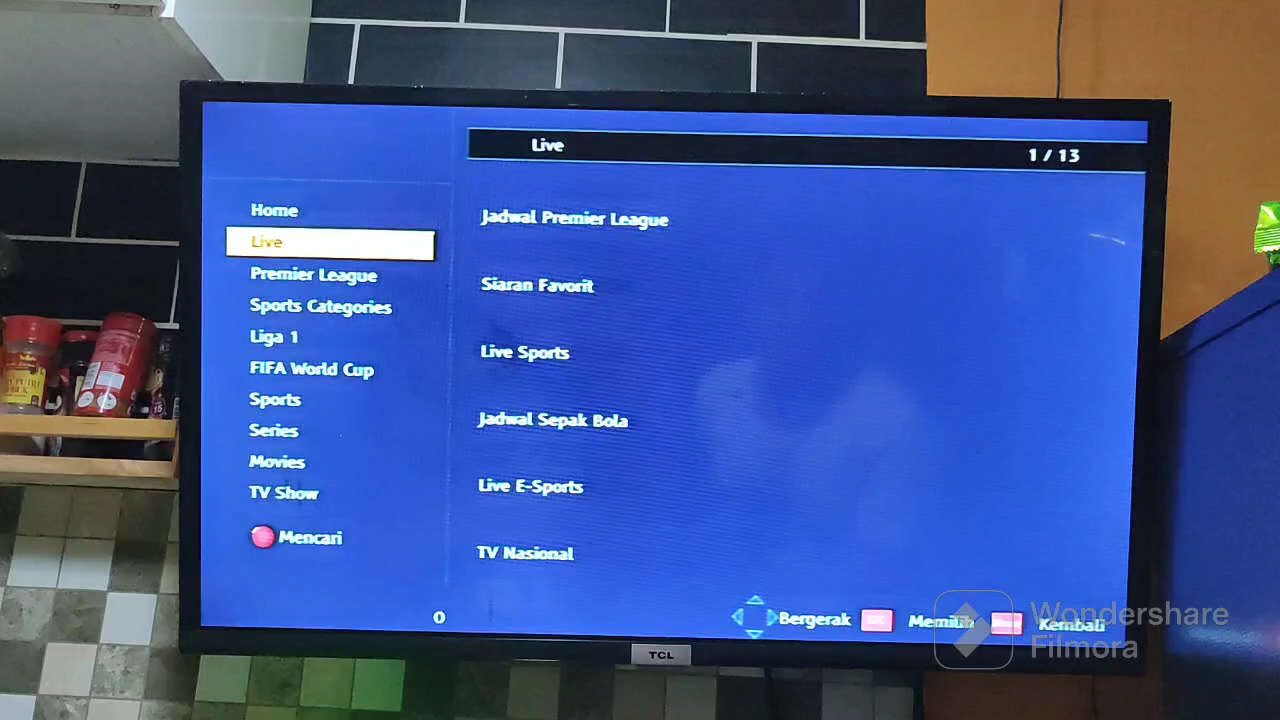 Live
1 / 13
Home
Live
Premier League
Sports Categories
Liga 1
FIFA World Cup
Sports
Series
Movies
TV Show
Mencari
0
Jadwal Premier League
Siaran Favorit
Live Sports
Jadwal Sepak Bola
Live E-Sports
TV Nasional
Bergerak
Memilih
Kembali
TCL
Wondershare
Filmora